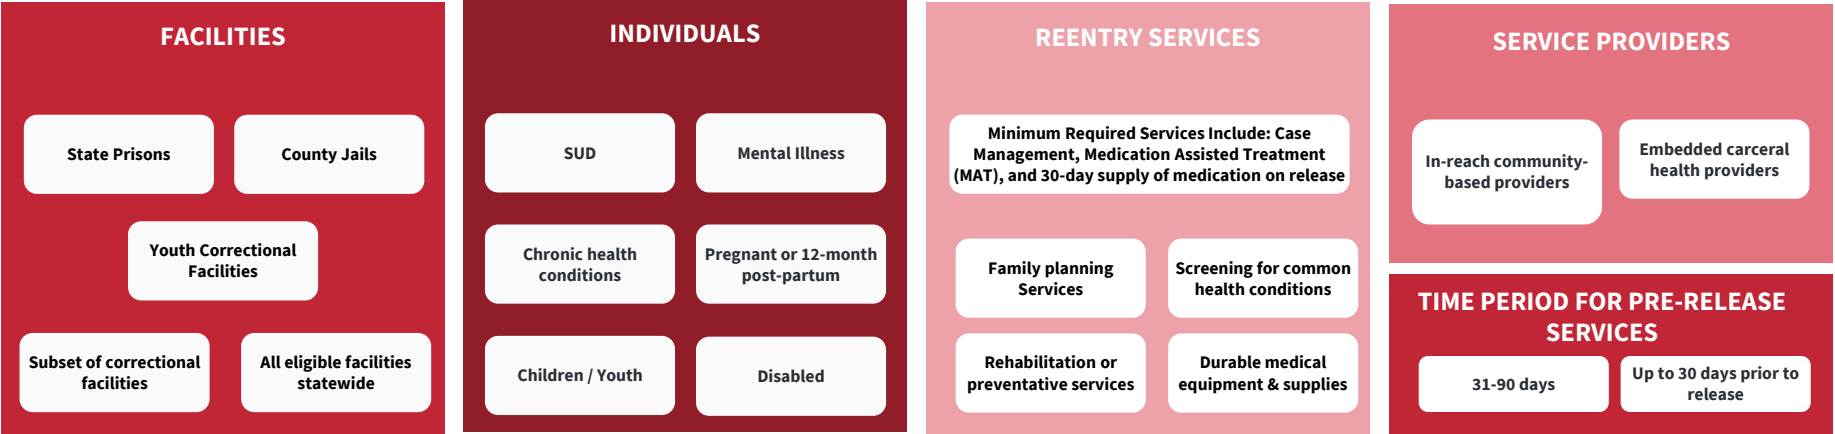 FACILITIES
State Prisons
County Jails
Youth Correctional
Facilities
Subset of correctional
facilities
All eligible facilities
statewide
INDIVIDUALS
SUD
Mental Illness
Chronic health
conditions
Pregnant or 12-month
post-partum
Children / Youth
Disabled
REENTRY SERVICES
Minimum Required Services Include: Case
Management, Medication Assisted Treatment
(MAT), and 30-day supply of medication on release
Family planning
Services
Screening for common
health conditions
Rehabilitation or
preventative services
Durable medical
equipment & supplies
SERVICE PROVIDERS
In-reach community-
based providers
Embedded carceral
health providers
TIME PERIOD FOR PRE-RELEASE
SERVICES
31-90 days
Up to 30 days prior to
release